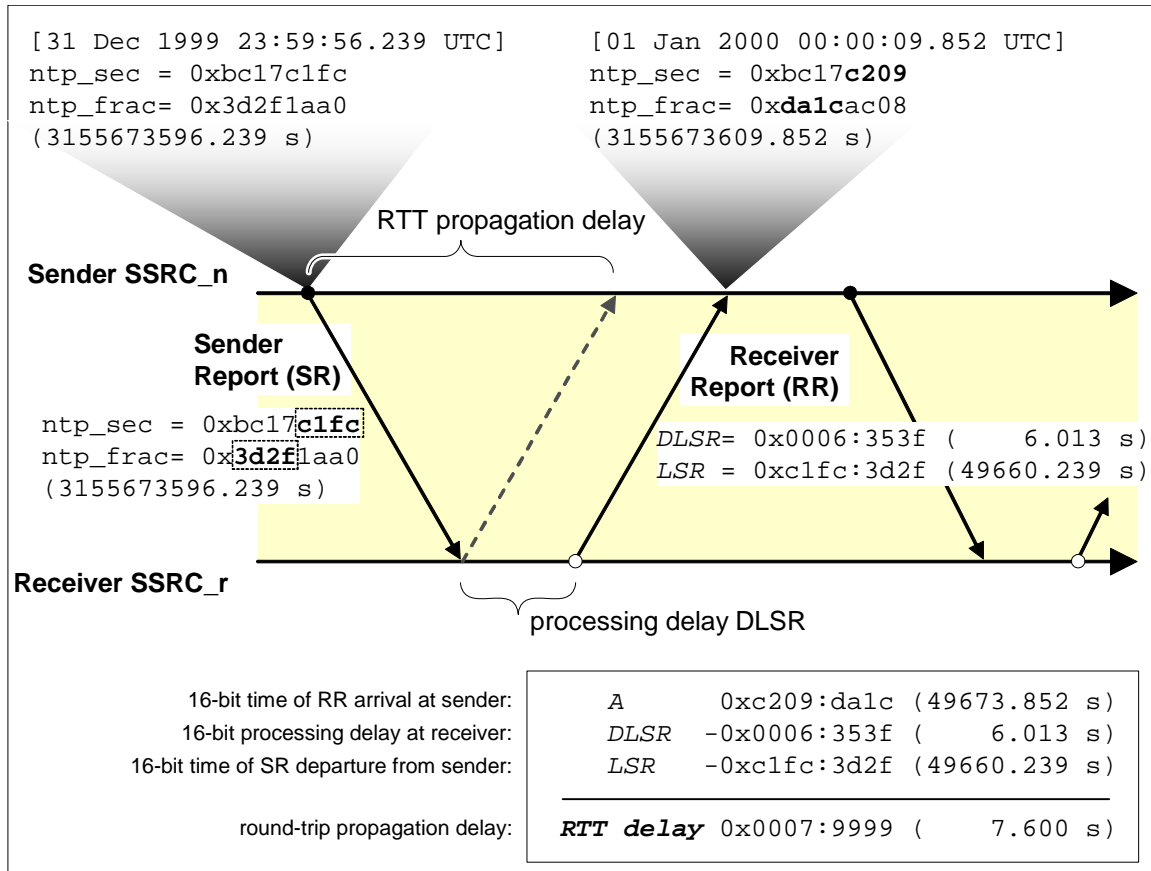 [31 Dec 1999 23:59:56.239 UTC]
ntp_sec = 0xbc17c1fc
ntp_frac= 0x3d2f1aa0
(3155673596.239 s)
[01 Jan 2000 00:00:09.852 UTC]
ntp_sec = 0xbc17c209
ntp_frac= 0xda1cac08
(3155673609.852 s)
RTT propagation delay
Sender SSRC_n
Sender
Report (SR)
ntp_sec = 0xbc17c1fc
ntp_frac= 0x3d2f1aa0
(3155673596.239 s)
Receiver
Report (RR)
DLSR= 0x0006:353f (    6.013 s)
LSR = 0xc1fc:3d2f (49660.239 s)
Receiver SSRC_r
processing delay DLSR
16-bit time of RR arrival at sender: A 0xc209:da1c (49673.852 s)
16-bit processing delay at receiver: DLSR -0x0006:353f (    6.013 s)
16-bit time of SR departure from sender: LSR -0xc1fc:3d2f (49660.239 s)
round-trip propagation delay: RTT delay 0x0007:9999 (    7.600 s)